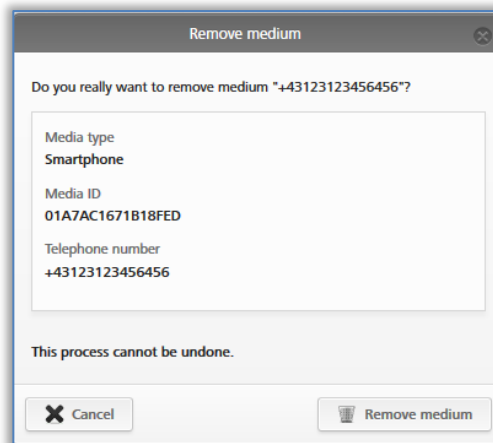 Remove medium
Do you really want to remove medium "+43123123456456"?
Media type
Smartphone
Media ID
01A7AC1671B18FED
Telephone number
+43123123456456
This process cannot be undone.
Cancel
Remove medium